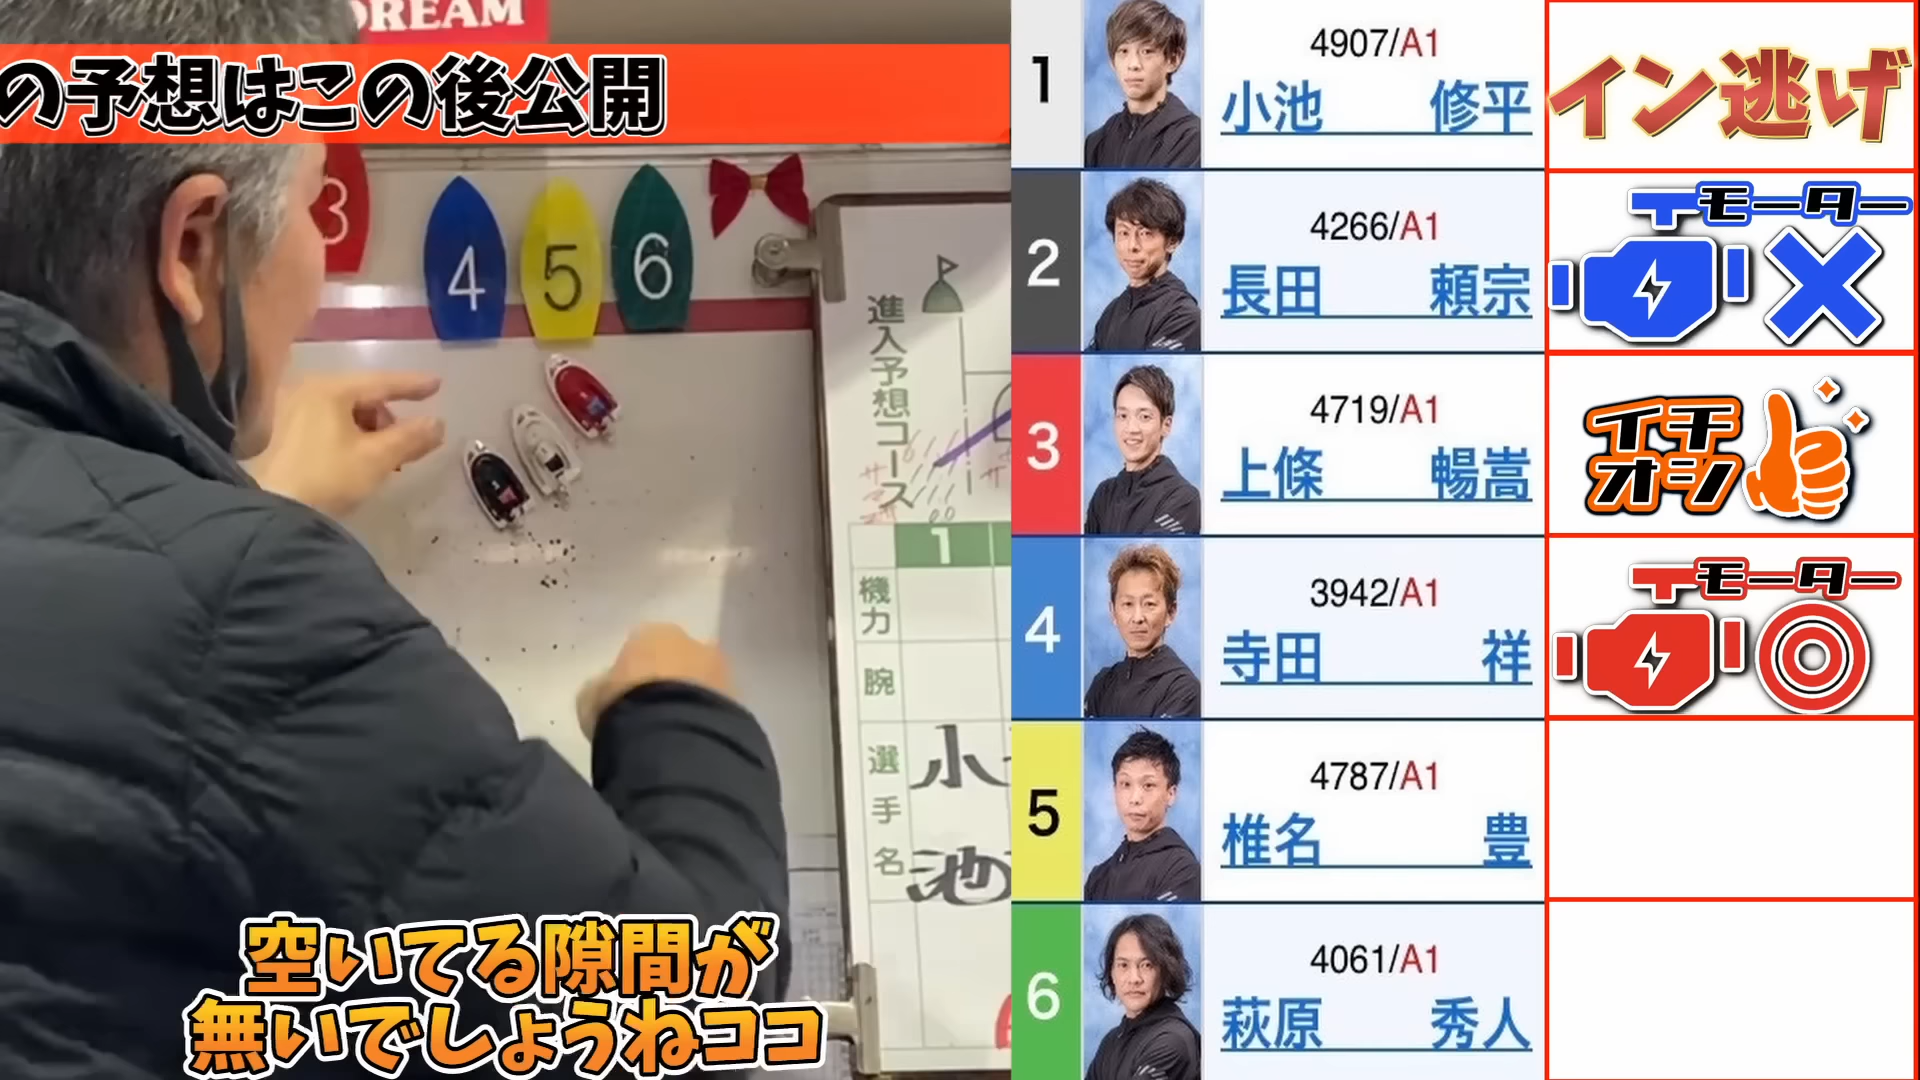 DREAM
の予想はこの後公開
3
4
5
6
進入予想コース
1
機力
腕
選手名
小
池
空いてる隙間が
無いでしょうねココ
1
4907/A1
小池 修平
イン逃げ
2
4266/A1
長田 頼宗
モーター
3
4719/A1
上條 暢嵩
イチ
オシ
4
3942/A1
寺田 祥
モーター
5
4787/A1
椎名 豊
6
4061/A1
萩原 秀人